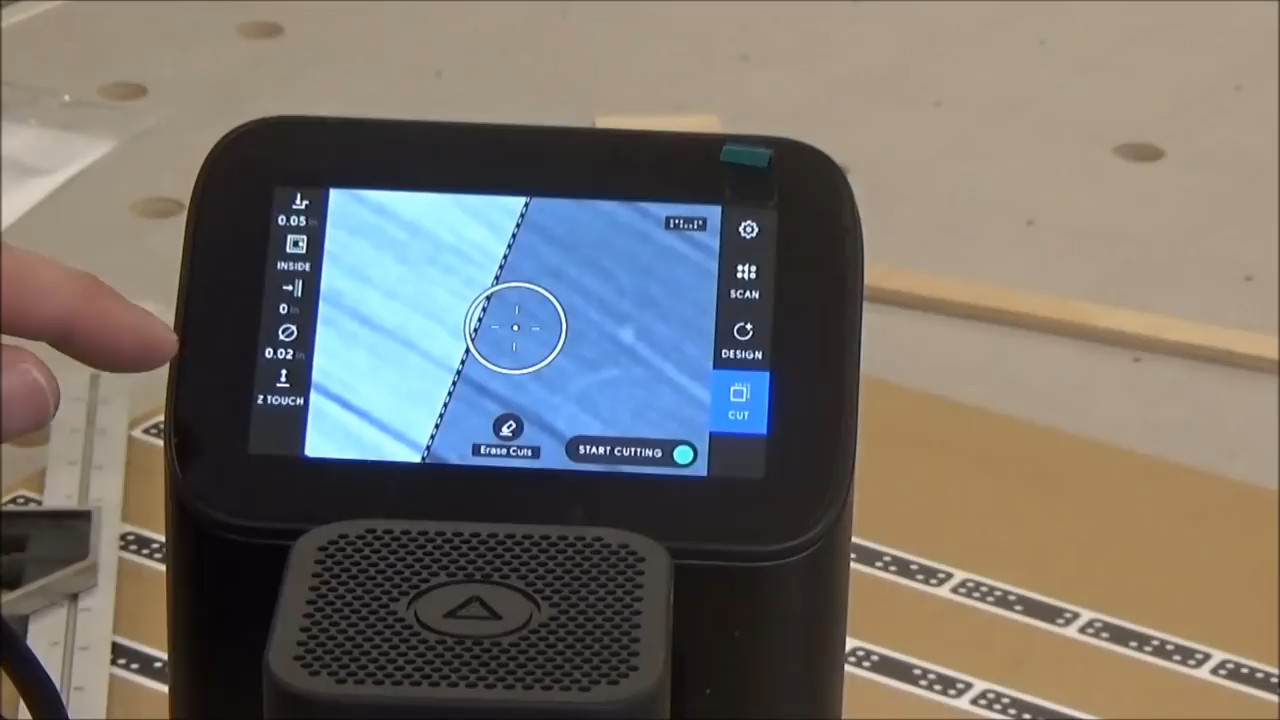 0.05 in
INSIDE
0 in
0.02 in
Z TOUCH
SCAN
DESIGN
CUT
Erase Cuts
START CUTTING